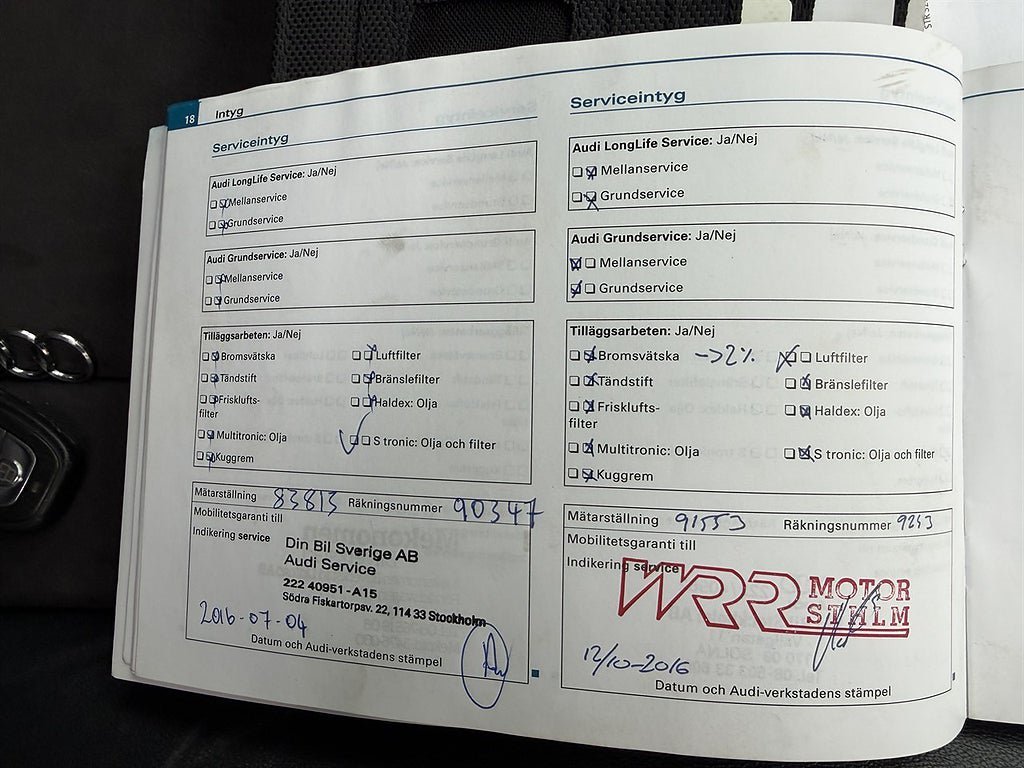 18 Intyg
Serviceintyg
Audi LongLife Service: Ja/Nej
Mellanservice
Grundservice
Audi Grundservice: Ja/Nej
Mellanservice
Grundservice
Tilläggsarbeten: Ja/Nej
Bromsvätska
Luftfilter
Tändstift
Bränslefilter
Frisklufts-
filter
Haldex: Olja
Multitronic: Olja
S tronic: Olja och filter
Kuggrem
Mätarställning 83813 Räkningsnummer 90347
Mobilitetsgaranti till
Indikering service
Din Bil Sverige AB
Audi Service
222 40951-A15
Södra Fiskartorpsv. 22, 114 33 Stockholm
2016-07-04
Datum och Audi-verkstadens stämpel
Serviceintyg
Audi LongLife Service: Ja/Nej
Mellanservice
Grundservice
Audi Grundservice: Ja/Nej
Mellanservice
Grundservice
Tilläggsarbeten: Ja/Nej
Bromsvätska ->2%
Luftfilter
Tändstift
Bränslefilter
Frisklufts-
filter
Haldex: Olja
Multitronic: Olja
S tronic: Olja och filter
Kuggrem
Mätarställning 91553 Räkningsnummer 9253
Mobilitetsgaranti till
Indikering service
WRR MOTOR
STHLM
12/10-2016
Datum och Audi-verkstadens stämpel